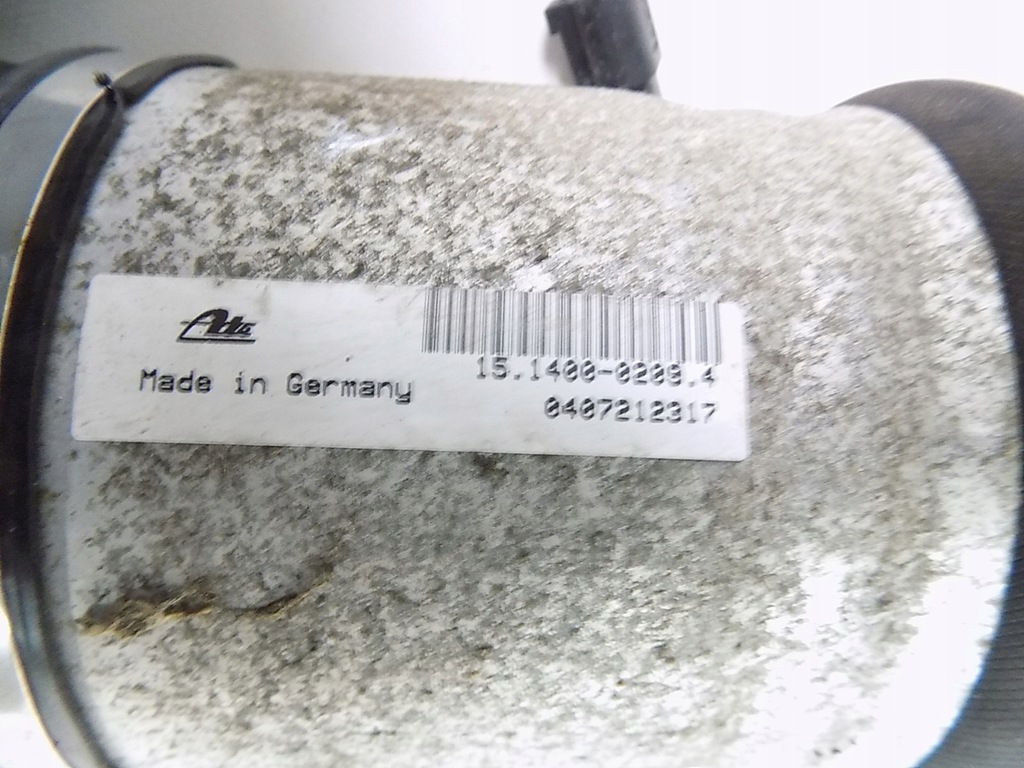 Ate
Made in Germany
15.1400-0209.4
0407212317